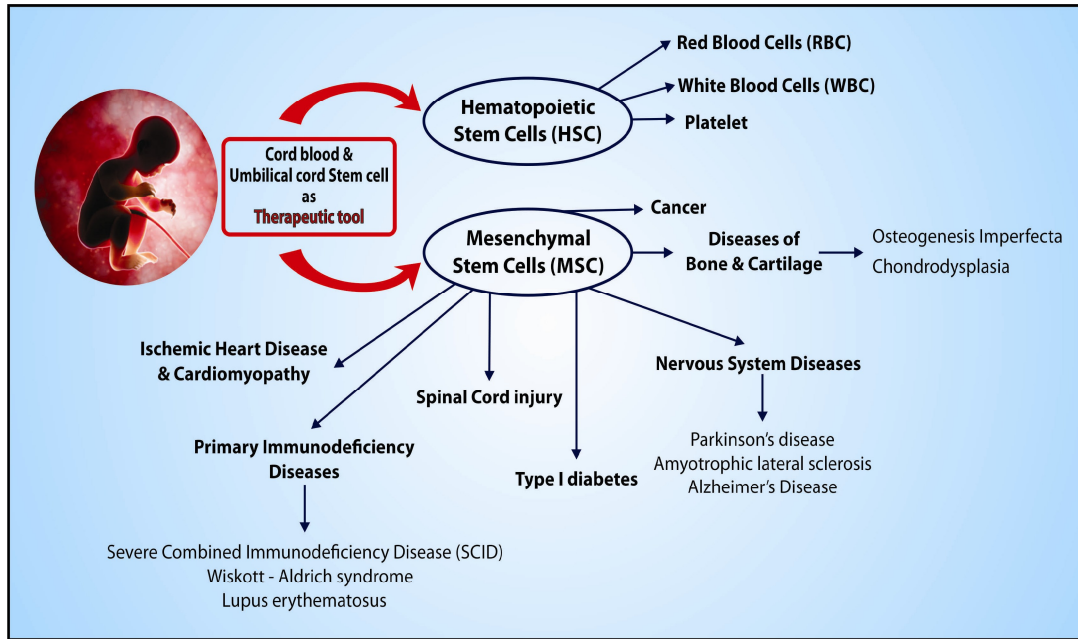 Red Blood Cells (RBC)
White Blood Cells (WBC)
Platelet
Hematopoietic
Stem Cells (HSC)
Cord blood &
Umbilical cord Stem cell
as
Therapeutic tool
Mesenchymal
Stem Cells (MSC)
Cancer
Diseases of
Bone & Cartilage
Osteogenesis Imperfecta
Chondrodysplasia
Ischemic Heart Disease
& Cardiomyopathy
Primary Immunodeficiency
Diseases
Severe Combined Immunodeficiency Disease (SCID)
Wiskott - Aldrich syndrome
Lupus erythematosus
Spinal Cord injury
Type I diabetes
Nervous System Diseases
Parkinson's disease
Amyotrophic lateral sclerosis
Alzheimer's Disease